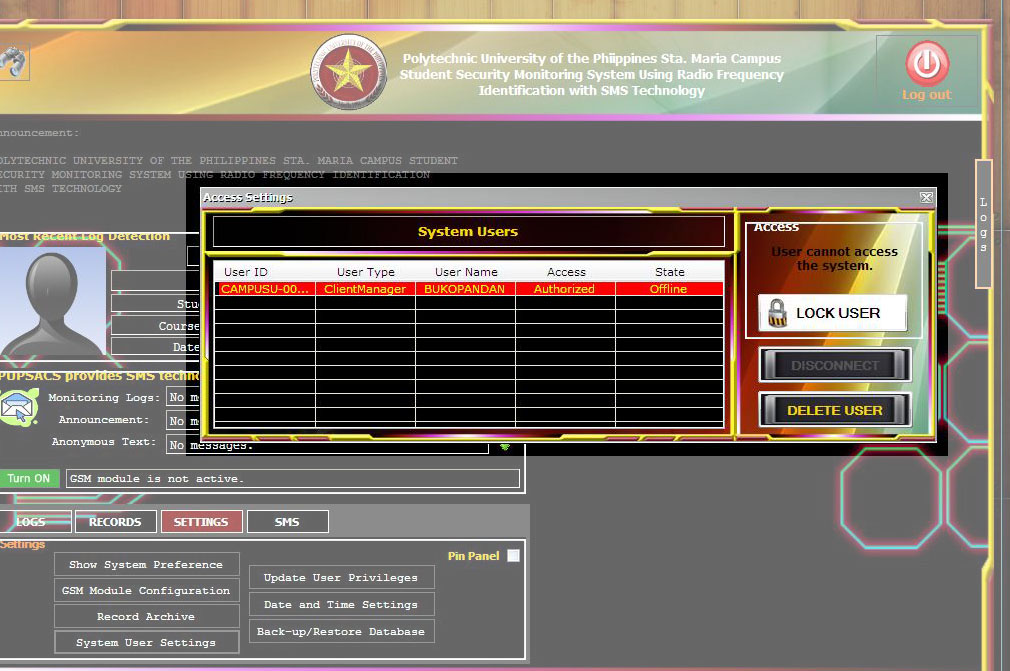 Polytechnic University of the Phiippines Sta. Maria Campus
Student Security Monitoring System Using Radio Frequency
Identification with SMS Technology
Log out
nnouncement:
OLYTECHNIC UNIVERSITY OF THE PHILIPPINES STA. MARIA CAMPUS STUDENT
ECURITY MONITORING SYSTEM USING RADIO FREQUENCY IDENTIFICATION
ITH SMS TECHNOLOGY
Logs
Access Settings
System Users
User ID User Type User Name Access State
CAMPUSU-00... ClientManager BUKOPANDAN Authorized Offline
Access
User cannot access
the system.
LOCK USER
DISCONNECT
DELETE USER
Most Recent Log Detection
Stu
Course
Date
PUPSACS provides SMS techno
Monitoring Logs: No m
Announcement: No m
Anonymous Text: No messages.
Turn ON GSM module is not active.
LOGS RECORDS SETTINGS SMS
Settings
Pin Panel
Show System Preference
GSM Module Configuration
Record Archive
System User Settings
Update User Privileges
Date and Time Settings
Back-up/Restore Database